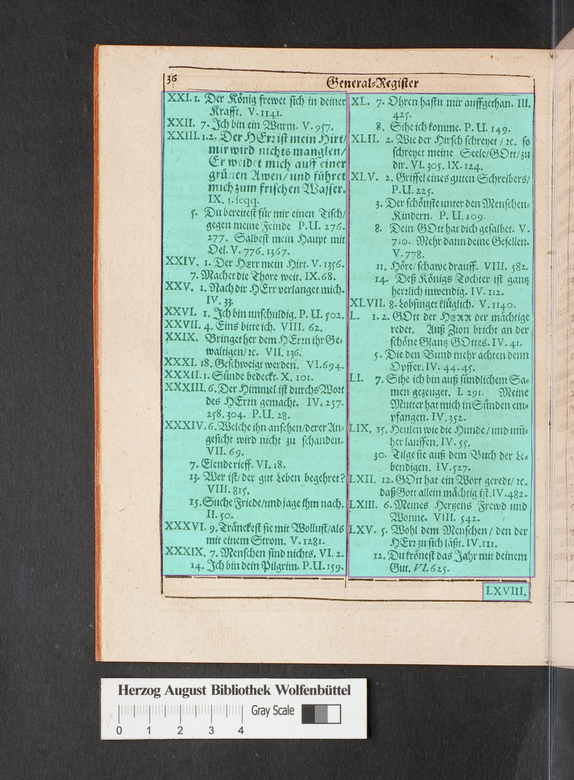 36
General-Register
XXI. 1. Der König frewet sich in deiner
Krafft. V. 1141.
XXII. 7. Ich bin ein Wurm. V. 957.
XXIII. 1.2. Der HErr ist mein Hirt/
mir wird nichts manglen/
Er weidet mich auff einer
grünen Awen/ und führet
mich zum frischen Wasser.
IX. 1. seqq.
5. Du bereitest für mir einen Tisch/
gegen meine Feinde P. U. 276.
277. Salbest mein Haupt mit
Oel. V. 776. 1367.
XXIV. 1. Der HErr mein Hirt. V. 1356.
7. Machet die Thore weit. IX. 68.
XXV. 1. Nach dir HErr verlanget mich.
IV. 33.
XXVI. 1. Ich bin unschuldig. P. U. 502.
XXVII. 4. Eins bitte ich. VIII. 62.
XXIX. Bringet her dem HErrn ihr Ge-
waltigen/ ꝛc. VII. 136.
XXXI. 18. Geschweigt werden. VI. 694.
XXXII. 1. Sünde bedeckt. X. 101.
XXXIII. 6. Der Himmel ist durchs Wort
des HErrn gemacht. IV. 257.
258. 304. P. U. 28.
XXXIV. 6. Welche ihn ansehen/ derer An-
gesicht wird nicht zu schanden.
VII. 69.
7. Elender rieff. VI. 18.
13. Wer ist/ der gut Leben begehret?
VIII. 815.
15. Suche Friede/ und jage ihm nach.
II. 50.
XXXVI. 9. Tränckest sie mit Wollust/ als
mit einem Strom. V. 1281.
XXXIX. 7. Menschen sind nichts. VI. 2.
14. Ich bin dein Pilgrim. P. U. 159.
XL. 7. Ohren hastu mir auffgethan. III.
425.
8. Sihe ich komme. P. U. 149.
XLII. 2. Wie der Hirsch schreyet/ ꝛc. so
schreyet meine Seele/ GOtt/ zu
dir. VI. 305. IX. 124.
XLV. 2. Griffel eines guten Schreibers/
P. U. 225.
3. Der schönste unter den Menschen-
Kindern. P. U. 109.
8. Dein GOtt hat dich gesalbet. V.
710. Mehr dann deine Gesellen.
V. 778.
11. Höre/ schawe drauff. VIII. 582.
14. Deß Königs Tochter ist gantz
herrlich inwendig. IV. 112.
XLVII. 8. Lobsinget klüglich. V. 1140.
L. 1.2. GOtt der HERR der mächtige
redet. Auß Zion bricht an der
schöne Glantz GOttes. IV. 41.
5. Die den Bund mehr achten denn
Opffer. IV. 44. 45.
LI. 7. Sihe ich bin auß sündlichem Sa-
men gezeuget. I. 291. Meine
Mutter hat mich in Sünden em-
pfangen. IV. 352.
LIX. 15. Heulen wie die Hunde/ und um̃-
her lauffen. IV. 55.
30. Tilge sie auß dem Buch der Le-
bendigen. IV. 527.
LXII. 12. GOtt hat ein Wort geredt/ ꝛc.
daß Gott allein mächtig ist. IV. 482.
LXIII. 6. Meines Hertzens Frewd und
Wonne. VIII. 542.
LXV. 5. Wohl dem Menschen/ den der
HErr zu sich läßt. IV. 111.
12. Du krönest das Jahr mit deinem
Gut. VI. 625.
LXVIII.
Herzog August Bibliothek Wolfenbüttel
Gray Scale
0 1 2 3 4